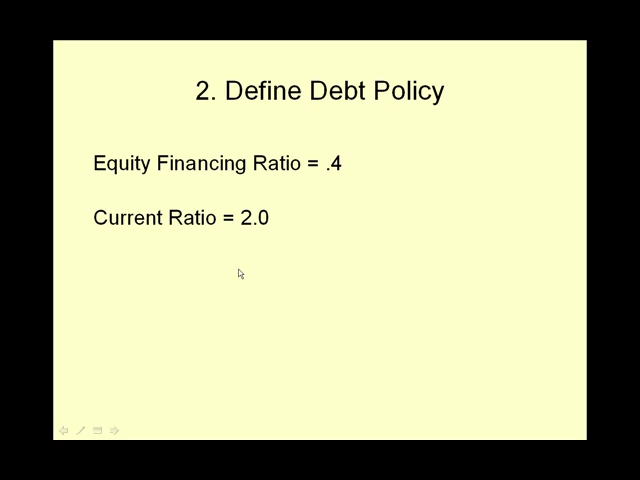 2. Define Debt Policy
Equity Financing Ratio = .4
Current Ratio = 2.0